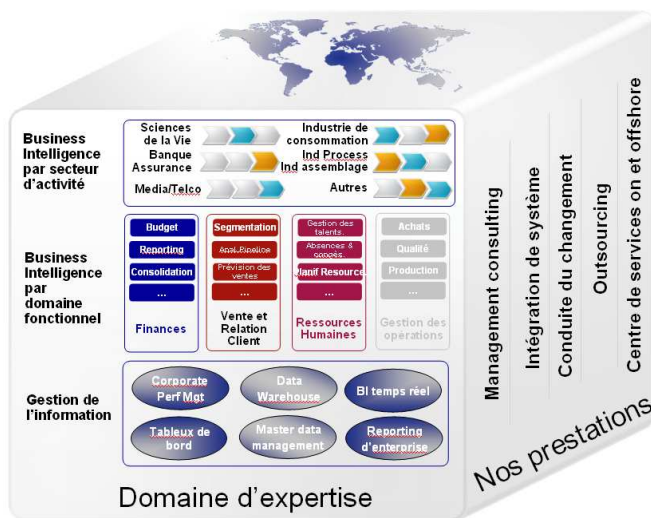 Business
Intelligence
par secteur
d'activité
Sciences
de la Vie
Industrie de
consommation
Banque
Assurance
Ind Process
Ind assemblage
Media/Telco
Autres
Business
Intelligence
par
domaine
fonctionnel
Budget
Reporting
Consolidation
...
Finances
Segmentation
Anal.Pipeline
Prévision des
ventes
...
Vente et
Relation
Client
Gestion des
talents.
Absences &
congés.
Planif Resource.
...
Ressources
Humaines
Achats
Qualité
Production
...
Gestion des
operations
Gestion de
l'information
Corporate
Perf Mgt
Data
Warehouse
BI temps réel
Tableux de
bord
Master data
management
Reporting
d'enterprise
Domaine d'expertise
Management consulting
Intégration de système
Conduite du changement
Outsourcing
Centre de services on et offshore
Nos prestations